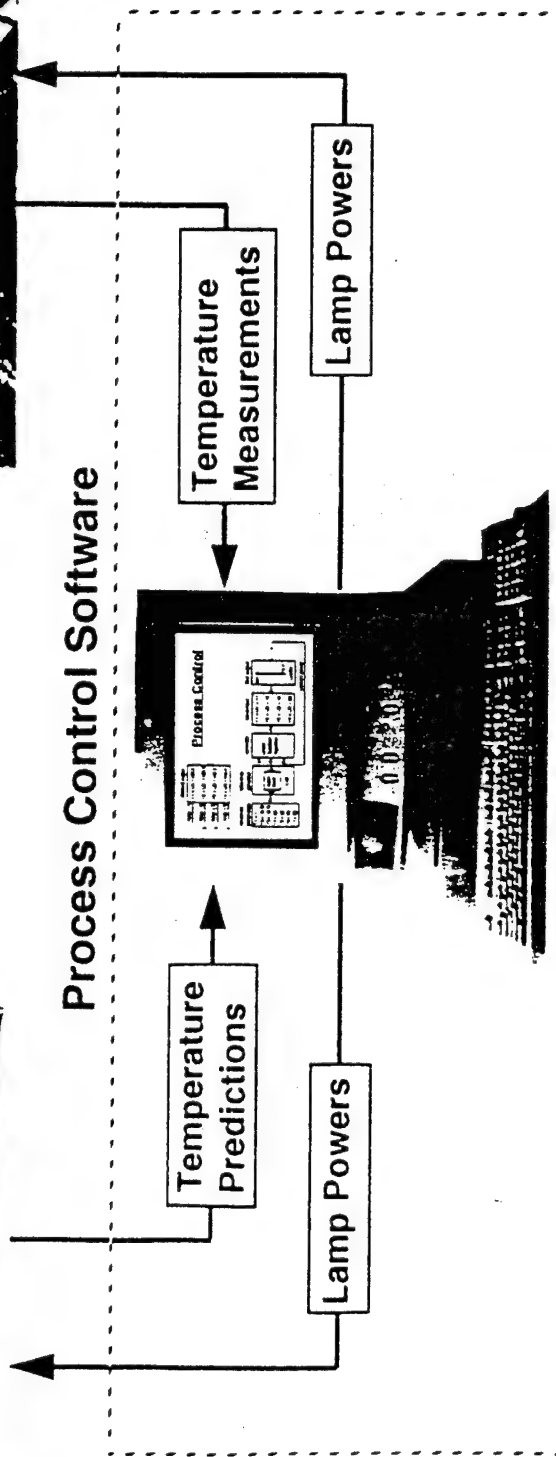 Process Control Software
Temperature
Predictions
Temperature
Measurements
Process Control
Lamp Powers
Lamp Powers